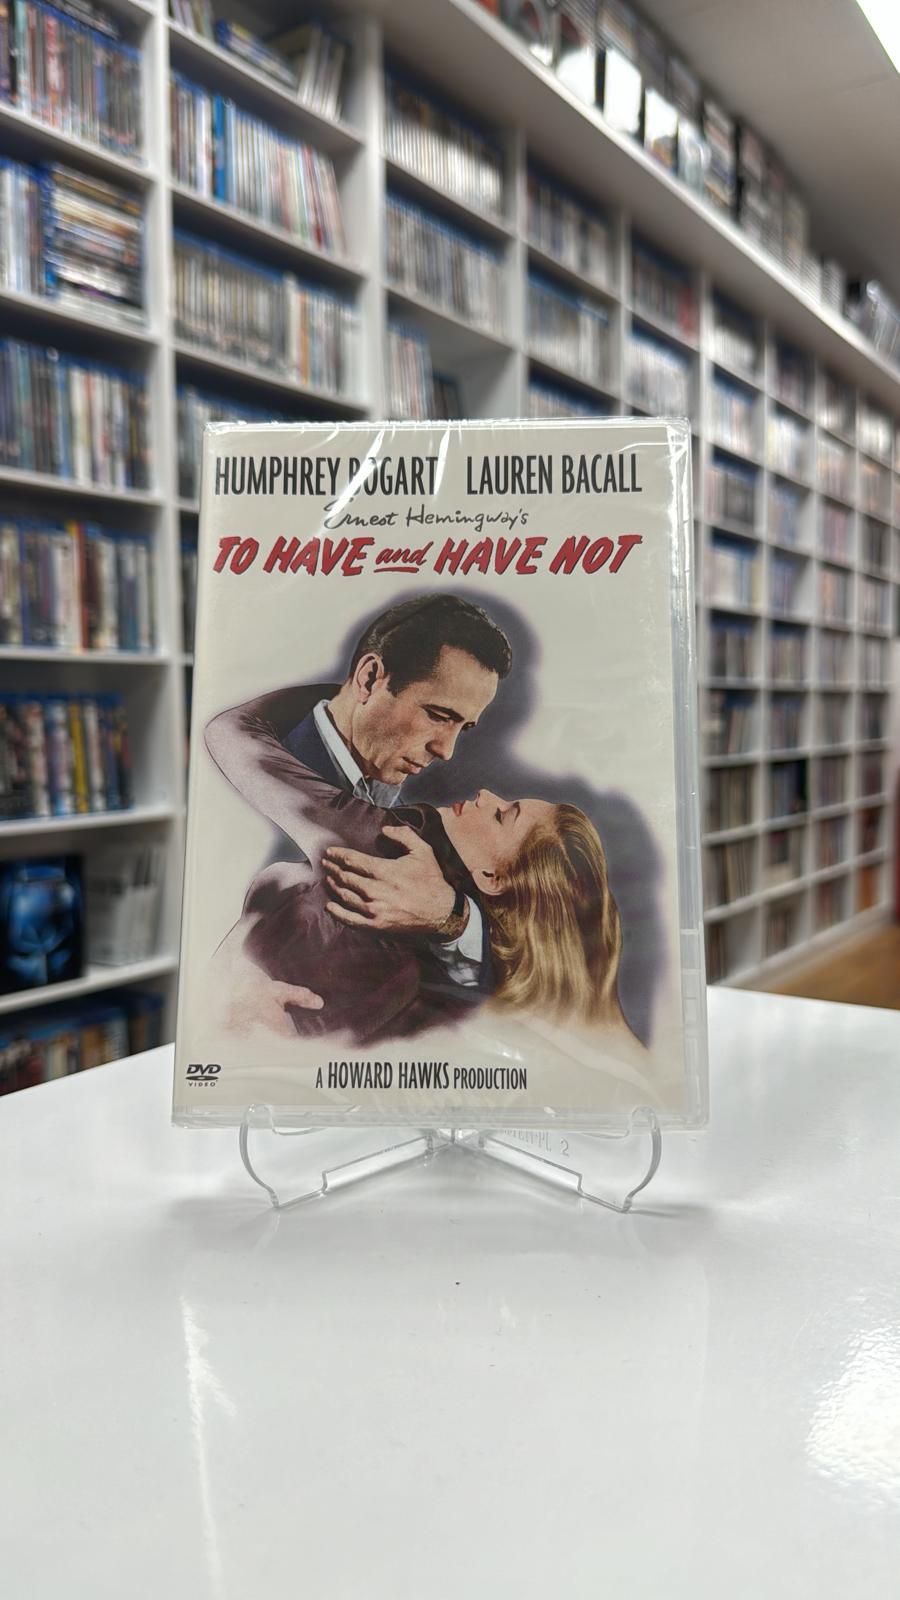 HUMPHREY BOGART LAUREN BACALL
Ernest Hemingway's
TO HAVE and HAVE NOT
DVD
VIDEO
A HOWARD HAWKS PRODUCTION